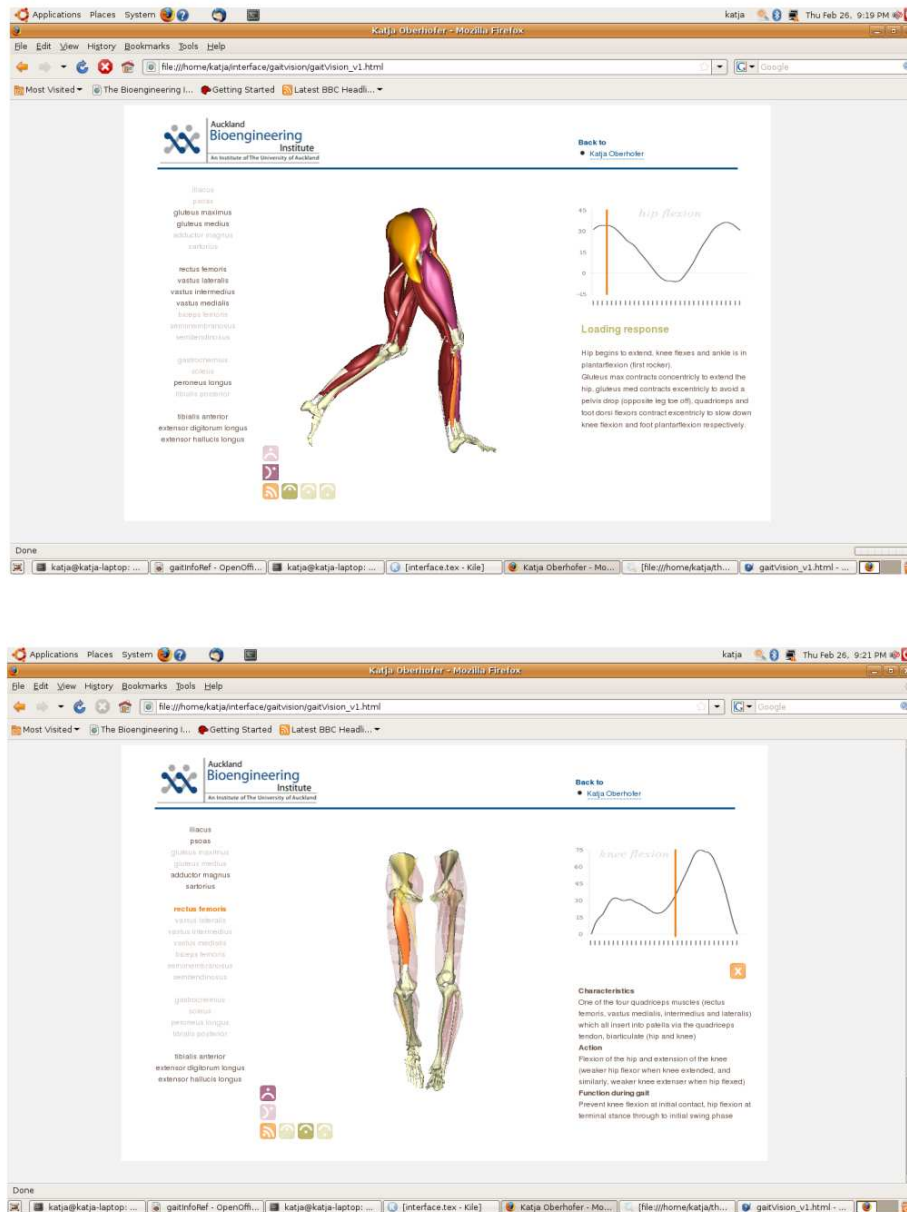 Applications Places System
katja Thu Feb 26, 9:19 PM
Katja Oberhofer - Mozilla Firefox
File Edit View History Bookmarks Tools Help
file:///home/katja/interface/gaitvision/gaitVision_v1.html
Google
Most Visited The Bioengineering I... Getting Started Latest BBC Headli...
Auckland
Bioengineering
Institute
An Institute of The University of Auckland
Back to
Katja Oberhofer
iliacus
psoas
gluteus maximus
gluteus medius
adductor magnus
sartorius
rectus femoris
vastus lateralis
vastus intermedius
vastus medialis
biceps femoris
semimembranosus
semitendinosus
gastrocnemius
soleus
peroneus longus
tibialis posterior
tibialis anterior
extensor digitorum longus
extensor hallucis longus
hip flexion
45
30
15
0
-15
Loading response
Hip begins to extend, knee flexes and ankle is in
plantarflexion (first rocker).
Gluteus max contracts concentricly to extend the
hip, gluteus med contracts excentricly to avoid a
pelvis drop (opposite leg toe off), quadriceps and
foot dorsi flexors contract excentricly to slow down
knee flexion and foot plantarflexion respectively.
Done
katja@katja-laptop: ... gaitInfoRef - OpenOffi... katja@katja-laptop: ... [interface.tex - Kile] Katja Oberhofer - Mo... [file:///home/katja/th... gaitVision_v1.html - ...
Applications Places System
katja Thu Feb 26, 9:21 PM
Katja Oberhofer - Mozilla Firefox
File Edit View History Bookmarks Tools Help
file:///home/katja/interface/gaitvision/gaitVision_v1.html
Google
Most Visited The Bioengineering I... Getting Started Latest BBC Headli...
Auckland
Bioengineering
Institute
An Institute of The University of Auckland
Back to
Katja Oberhofer
iliacus
psoas
gluteus maximus
gluteus medius
adductor magnus
sartorius
rectus femoris
vastus lateralis
vastus intermedius
vastus medialis
biceps femoris
semimembranosus
semitendinosus
gastrocnemius
soleus
peroneus longus
tibialis posterior
tibialis anterior
extensor digitorum longus
extensor hallucis longus
knee flexion
75
60
45
30
15
0
x
Characteristics
One of the four quadriceps muscles (rectus
femoris, vastus medialis, intermedius and lateralis)
which all insert into patella via the quadriceps
tendon, biarticulate (hip and knee)
Action
Flexion of the hip and extension of the knee
(weaker hip flexor when knee extended, and
similarly, weaker knee extenser when hip flexed)
Function during gait
Prevent knee flexion at initial contact, hip flexion at
terminal stance through to initial swing phase
Done
katja@katja-laptop: ... gaitInfoRef - OpenOffi... katja@katja-laptop: ... [interface.tex - Kile] Katja Oberhofer - Mo... [file:///home/katja/th... gaitVision_v1.html - ...